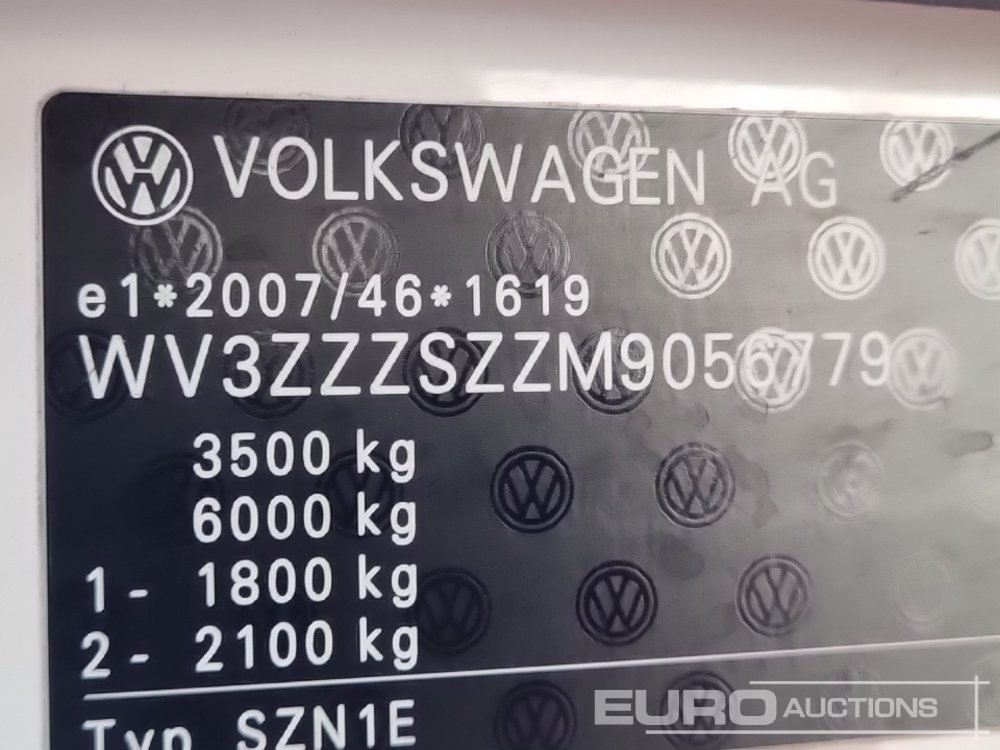 VOLKSWAGEN AG
e1*2007/46*1619
WV3ZZZSZZM9056779
3500 kg
6000 kg
1 - 1800 kg
2 - 2100 kg
Typ SZN1E
EURO AUCTIONS